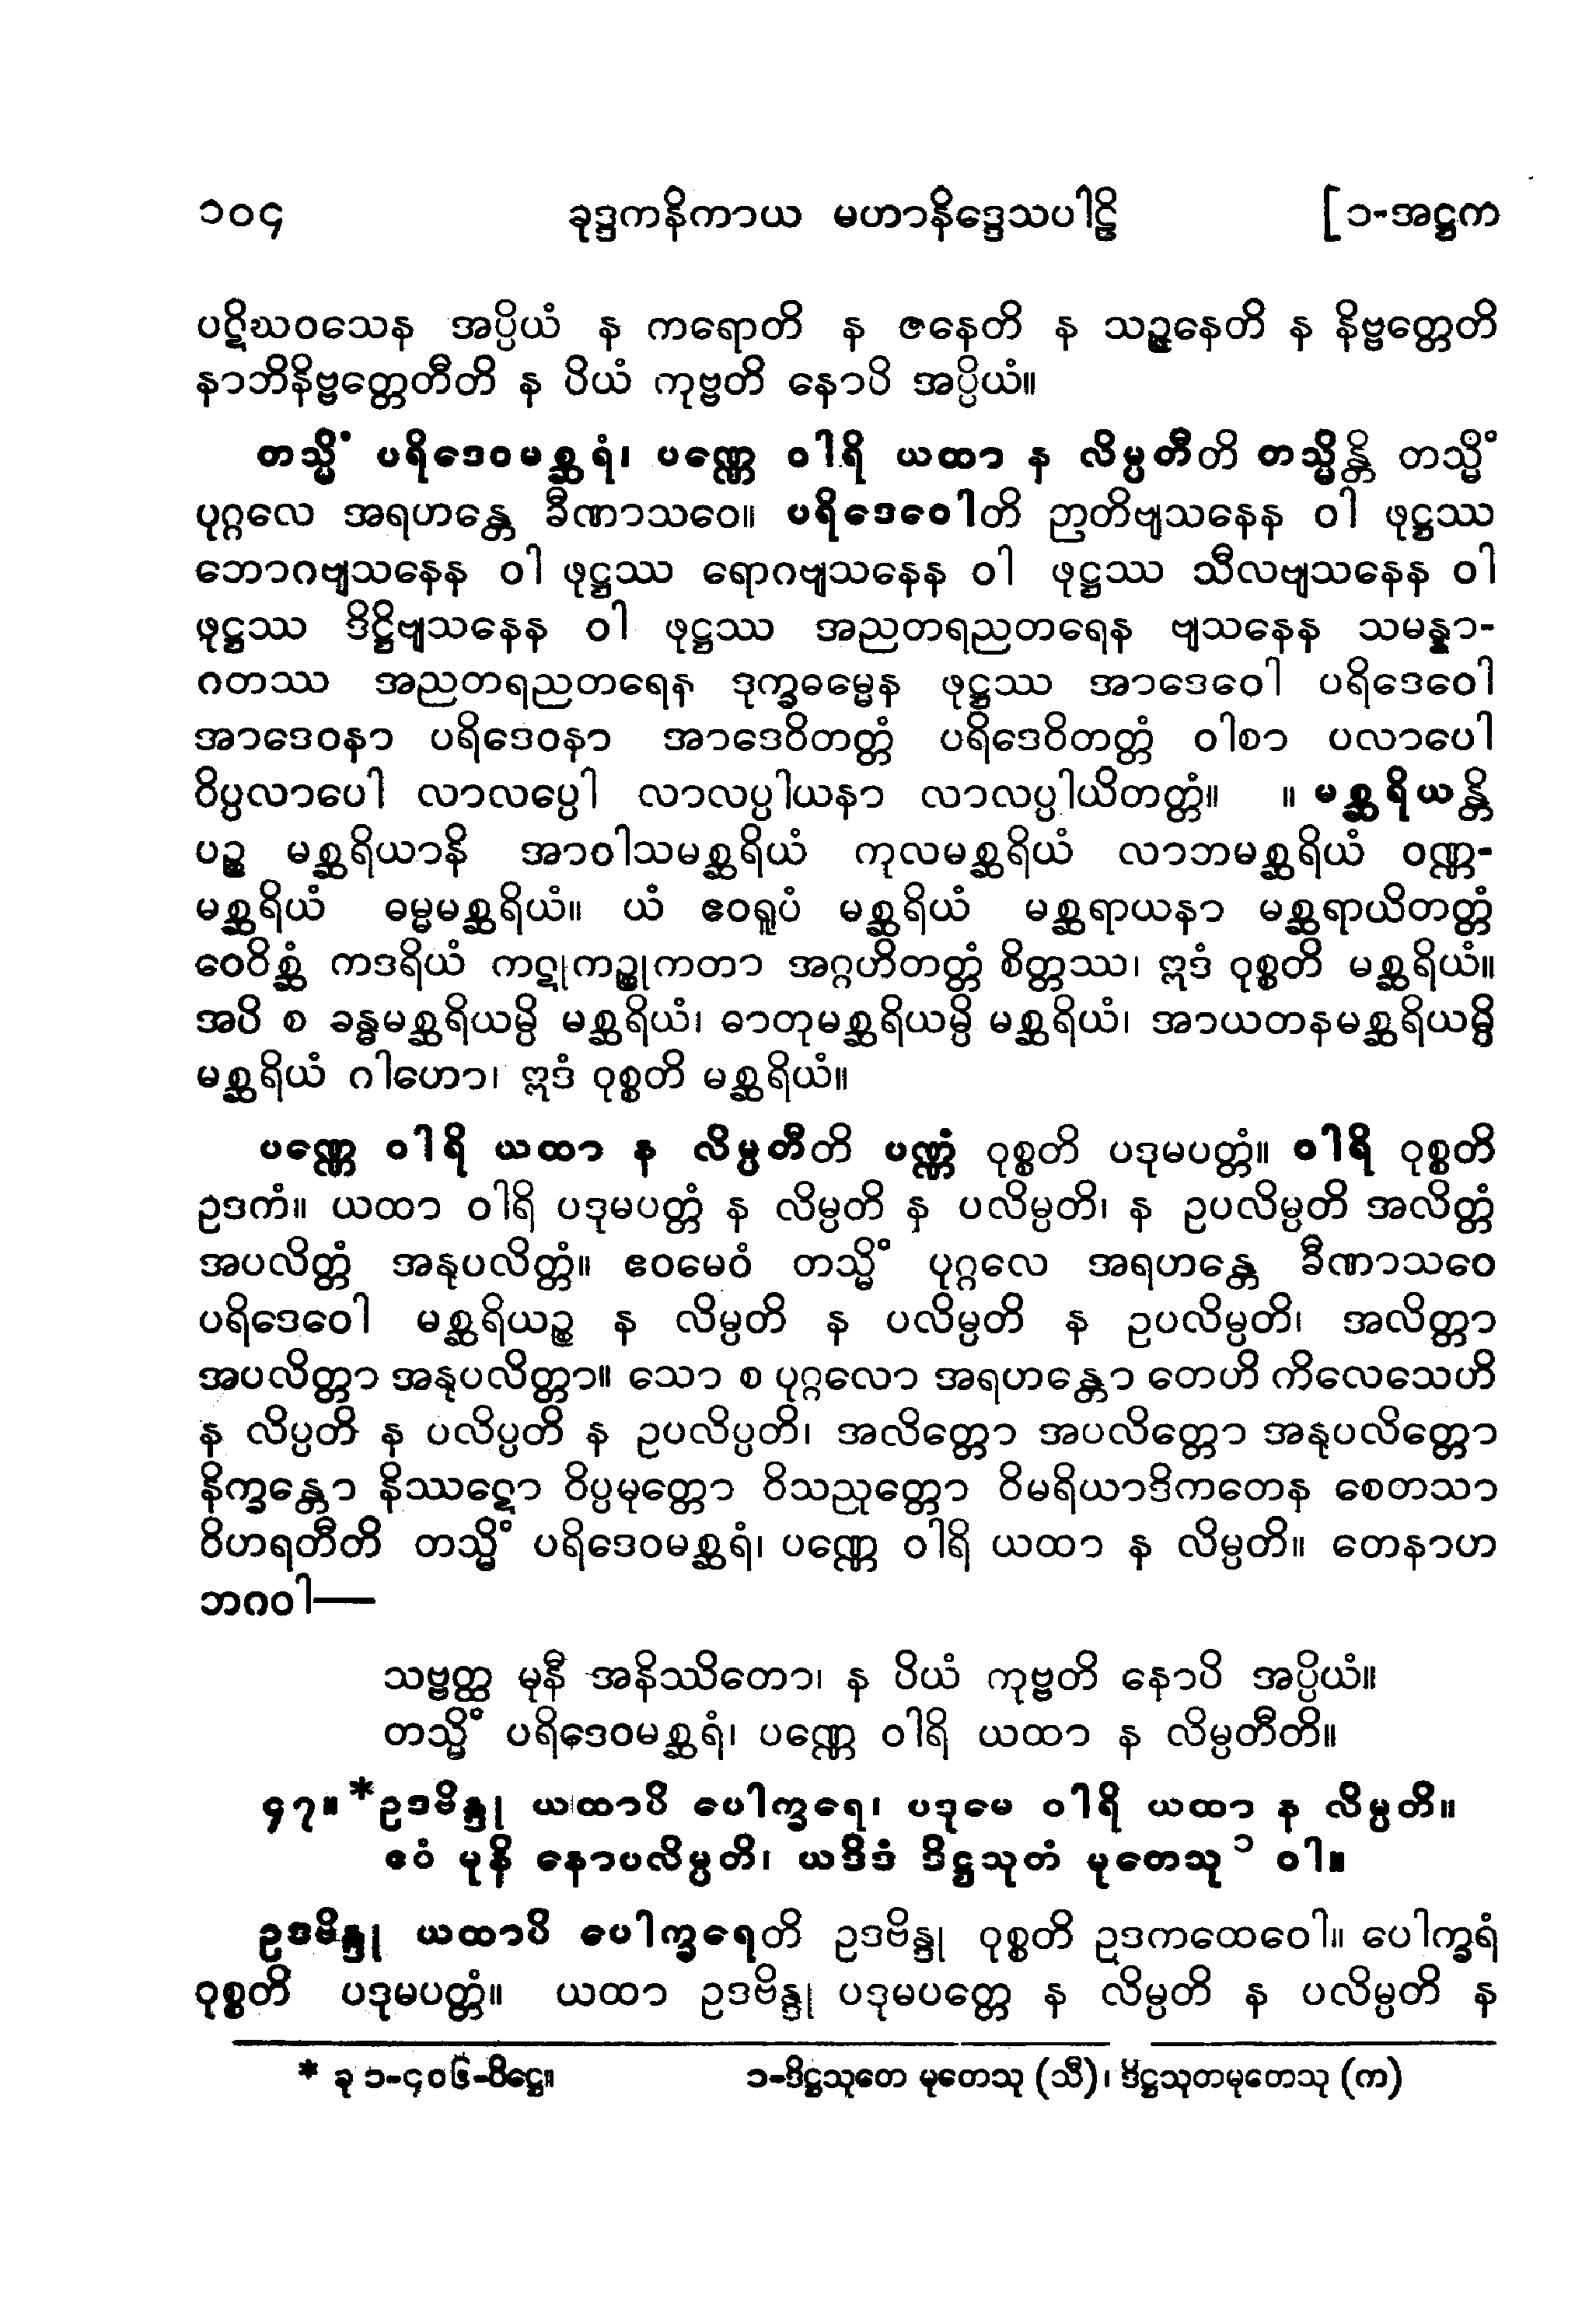 ၁၀၄ ခုဒ္ဒကနိကာယ မဟာနိဒ္ဒေသပါဠိ [၁-အဋ္ဌက
ပဋိဃဝသေန အပ္ပိယံ န ကရောတိ န ဇနေတိ န သဉ္ဇနေတိ န နိဗ္ဗတ္တေတိ
နာဘိနိဗ္ဗတ္တေတီတိ န ပိယံ ကုဗ္ဗတိ နောပိ အပ္ပိယံ။
တသ္မိံ ပရိဒေဝမစ္ဆရံ၊ ပဏ္ဏေ ဝါရိ ယထာ န လိမ္ပတီတိ တသ္မိန္တိ တသ္မိံ
ပုဂ္ဂလေ အရဟန္တေ ခီဏာသဝေ။ ပရိဒေဝေါတိ ဉာတိဗျသနေန ဝါ ဖုဋ္ဌဿ
ဘောဂဗျသနေန ဝါ ဖုဋ္ဌဿ ရောဂဗျသနေန ဝါ ဖုဋ္ဌဿ သီလဗျသနေန ဝါ
ဖုဋ္ဌဿ ဒိဋ္ဌိဗျသနေန ဝါ ဖုဋ္ဌဿ အညတရညတရေန ဗျသနေန သမန္နာ-
ဂတဿ အညတရညတရေန ဒုက္ခဓမ္မေန ဖုဋ္ဌဿ အာဒေဝေါ ပရိဒေဝေါ
အာဒေဝနာ ပရိဒေဝနာ အာဒေဝိတတ္တံ ပရိဒေဝိတတ္တံ ဝါစာ ပလာပေါ
ဝိပ္ပလာပေါ လာလပ္ပေါ လာလပ္ပါယနာ လာလပ္ပါယိတတ္တံ။ ။ မစ္ဆရိယန္တိ
ပဉ္စ မစ္ဆရိယာနိ အာဝါသမစ္ဆရိယံ ကုလမစ္ဆရိယံ လာဘမစ္ဆရိယံ ဝဏ္ဏ-
မစ္ဆရိယံ ဓမ္မမစ္ဆရိယံ။ ယံ ဧဝရူပံ မစ္ဆရိယံ မစ္ဆရာယနာ မစ္ဆရာယိတတ္တံ
ဝေဝိစ္ဆံ ကဒရိယံ ကဋုကဉ္စုကတာ အဂ္ဂဟိတတ္တံ စိတ္တဿ၊ ဣဒံ ဝုစ္စတိ မစ္ဆရိယံ။
အပိ စ ခန္ဓမစ္ဆရိယမ္ပိ မစ္ဆရိယံ၊ ဓာတုမစ္ဆရိယမ္ပိ မစ္ဆရိယံ၊ အာယတနမစ္ဆရိယမ္ပိ
မစ္ဆရိယံ ဂါဟော၊ ဣဒံ ဝုစ္စတိ မစ္ဆရိယံ။
ပဏ္ဏေ ဝါရိ ယထာ န လိမ္ပတီတိ ပဏ္ဏံ ဝုစ္စတိ ပဒုမပတ္တံ။ ဝါရိ ဝုစ္စတိ
ဥဒကံ။ ယထာ ဝါရိ ပဒုမပတ္တံ န လိမ္ပတိ န ပလိမ္ပတိ၊ န ဥပလိမ္ပတိ အလိတ္တံ
အပလိတ္တံ အနုပလိတ္တံ။ ဧဝမေဝံ တသ္မိံ ပုဂ္ဂလေ အရဟန္တေ ခီဏာသဝေ
ပရိဒေဝေါ မစ္ဆရိယဉ္စ န လိမ္ပတိ န ပလိမ္ပတိ န ဥပလိမ္ပတိ၊ အလိတ္တာ
အပလိတ္တာ အနုပလိတ္တာ။ သော စ ပုဂ္ဂလော အရဟန္တော တေဟိ ကိလေသေဟိ
န လိပ္ပတိ န ပလိပ္ပတိ န ဥပလိပ္ပတိ၊ အလိတ္တော အပလိတ္တော အနုပလိတ္တော
နိက္ခန္တော နိဿဋ္ဋော ဝိပ္ပမုတ္တော ဝိသညုတ္တော ဝိမရိယာဒိကတေန စေတသာ
ဝိဟရတီတိ တသ္မိံ ပရိဒေဝမစ္ဆရံ၊ ပဏ္ဏေ ဝါရိ ယထာ န လိမ္ပတိ။ တေနာဟ
ဘဂဝါ—
သဗ္ဗတ္ထ မုနီ အနိဿိတော၊ န ပိယံ ကုဗ္ဗတိ နောပိ အပ္ပိယံ။
တသ္မိံ ပရိဒေဝမစ္ဆရံ၊ ပဏ္ဏေ ဝါရိ ယထာ န လိမ္ပတီတိ။
၄၇။ *ဥဒဗိန္ဒု ယထာပိ ပေါက္ခရေ၊ ပဒုမေ ဝါရိ ယထာ န လိမ္ပတိ။
ဧဝံ မုနိ နောပလိမ္ပတိ၊ ယဒိဒံ ဒိဋ္ဌသုတံ မုတေသု ၁ ဝါ။
ဥဒဗိန္ဒု ယထာပိ ပေါက္ခရေတိ ဥဒဗိန္ဒု ဝုစ္စတိ ဥဒကထေဝေါ။ ပေါက္ခရံ
ဝုစ္စတိ ပဒုမပတ္တံ။ ယထာ ဥဒဗိန္ဒု ပဒုမပတ္တေ န လိမ္ပတိ န ပလိမ္ပတိ န
* ခု ၁-၄၀၆-ပိဋ္ဌေ။ ၁-ဒိဋ္ဌသုတေ မုတေသု (သီ)၊ ဒိဋ္ဌသုတမုတေသု (က)